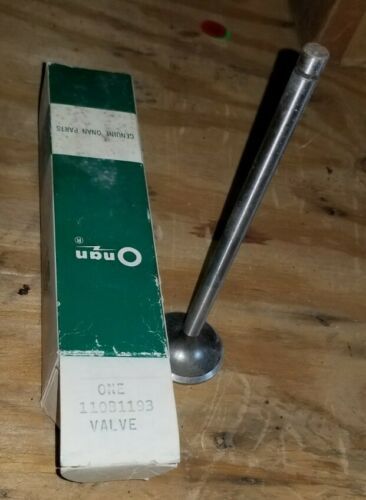 GENUINE ONAN PARTS
Onan
®
ONE
110B1193
VALVE